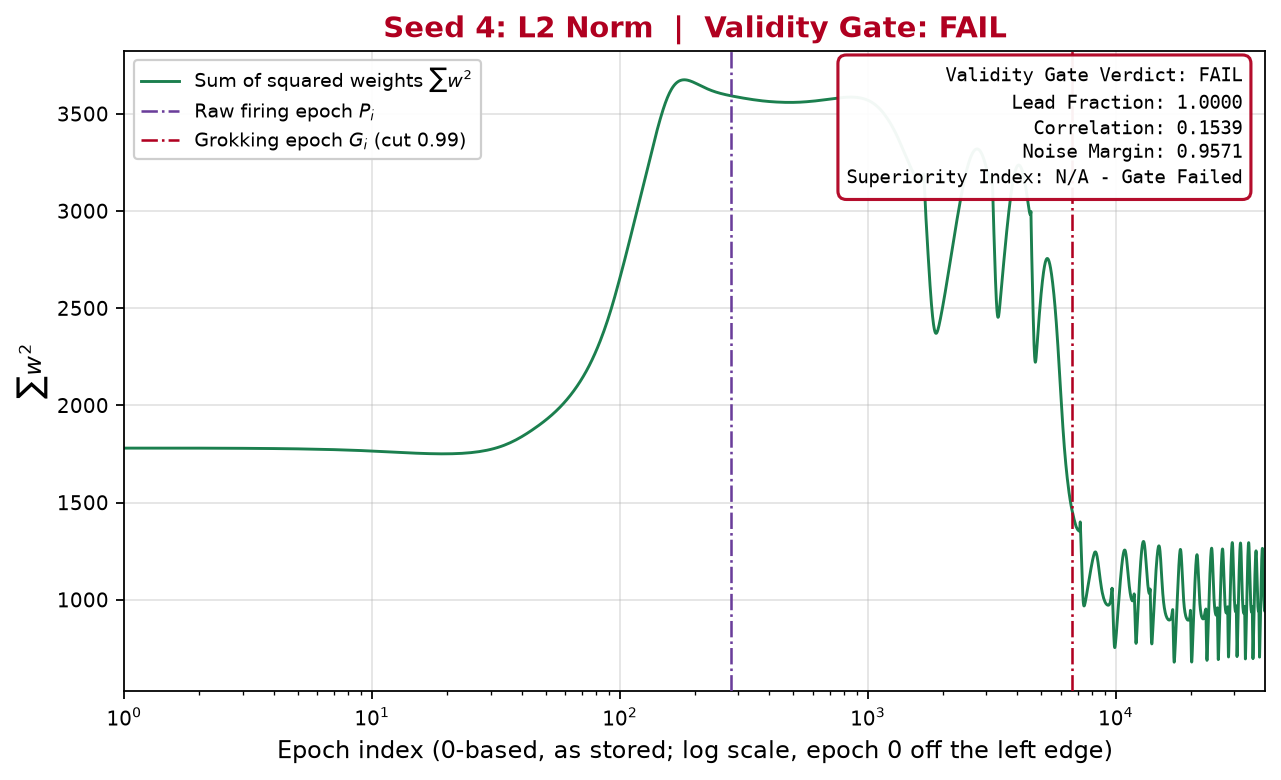 Seed 4: L2 Norm | Validity Gate: FAIL
Sum of squared weights ∑w²
Raw firing epoch Pᵢ
Grokking epoch Gᵢ (cut 0.99)
Validity Gate Verdict: FAIL
Lead Fraction: 1.0000
Correlation: 0.1539
Noise Margin: 0.9571
Superiority Index: N/A - Gate Failed
∑w²
3500
3000
2500
2000
1500
1000
10⁰ 10¹ 10² 10³ 10⁴
Epoch index (0-based, as stored; log scale, epoch 0 off the left edge)